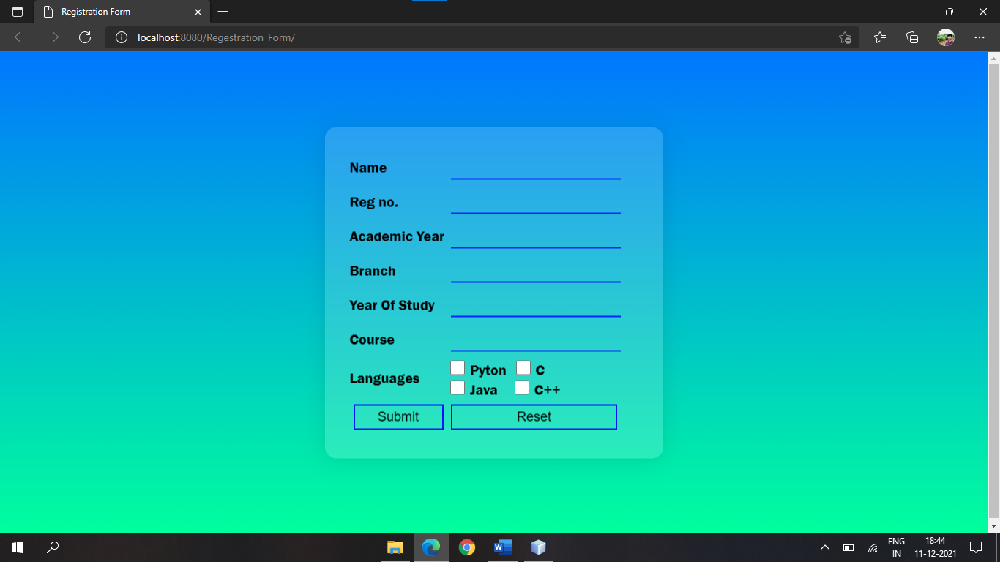 Registration Form
localhost:8080/Regestration_Form/
Name
Reg no.
Academic Year
Branch
Year Of Study
Course
Languages
Pyton C
Java C++
Submit Reset
ENG 18:44
IN 11-12-2021